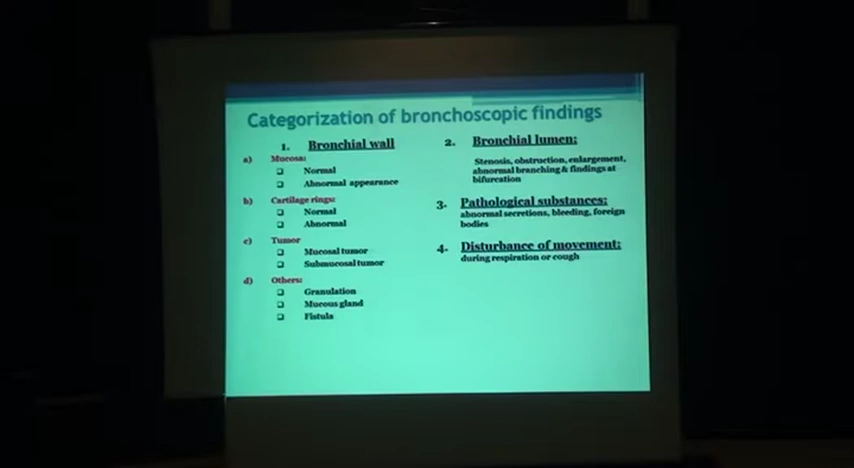 Categorization of bronchoscopic findings
1. Bronchial wall
a) Mucosa:
Normal
Abnormal appearance
b) Cartilage rings:
Normal
Abnormal
c) Tumor
Mucosal tumor
Submucosal tumor
d) Others:
Granulation
Mucous gland
Fistula
2. Bronchial lumen:
Stenosis, obstruction, enlargement,
abnormal branching & findings at
bifurcation
3. Pathological substances:
abnormal secretions, bleeding, foreign
bodies
4. Disturbance of movement:
during respiration or cough